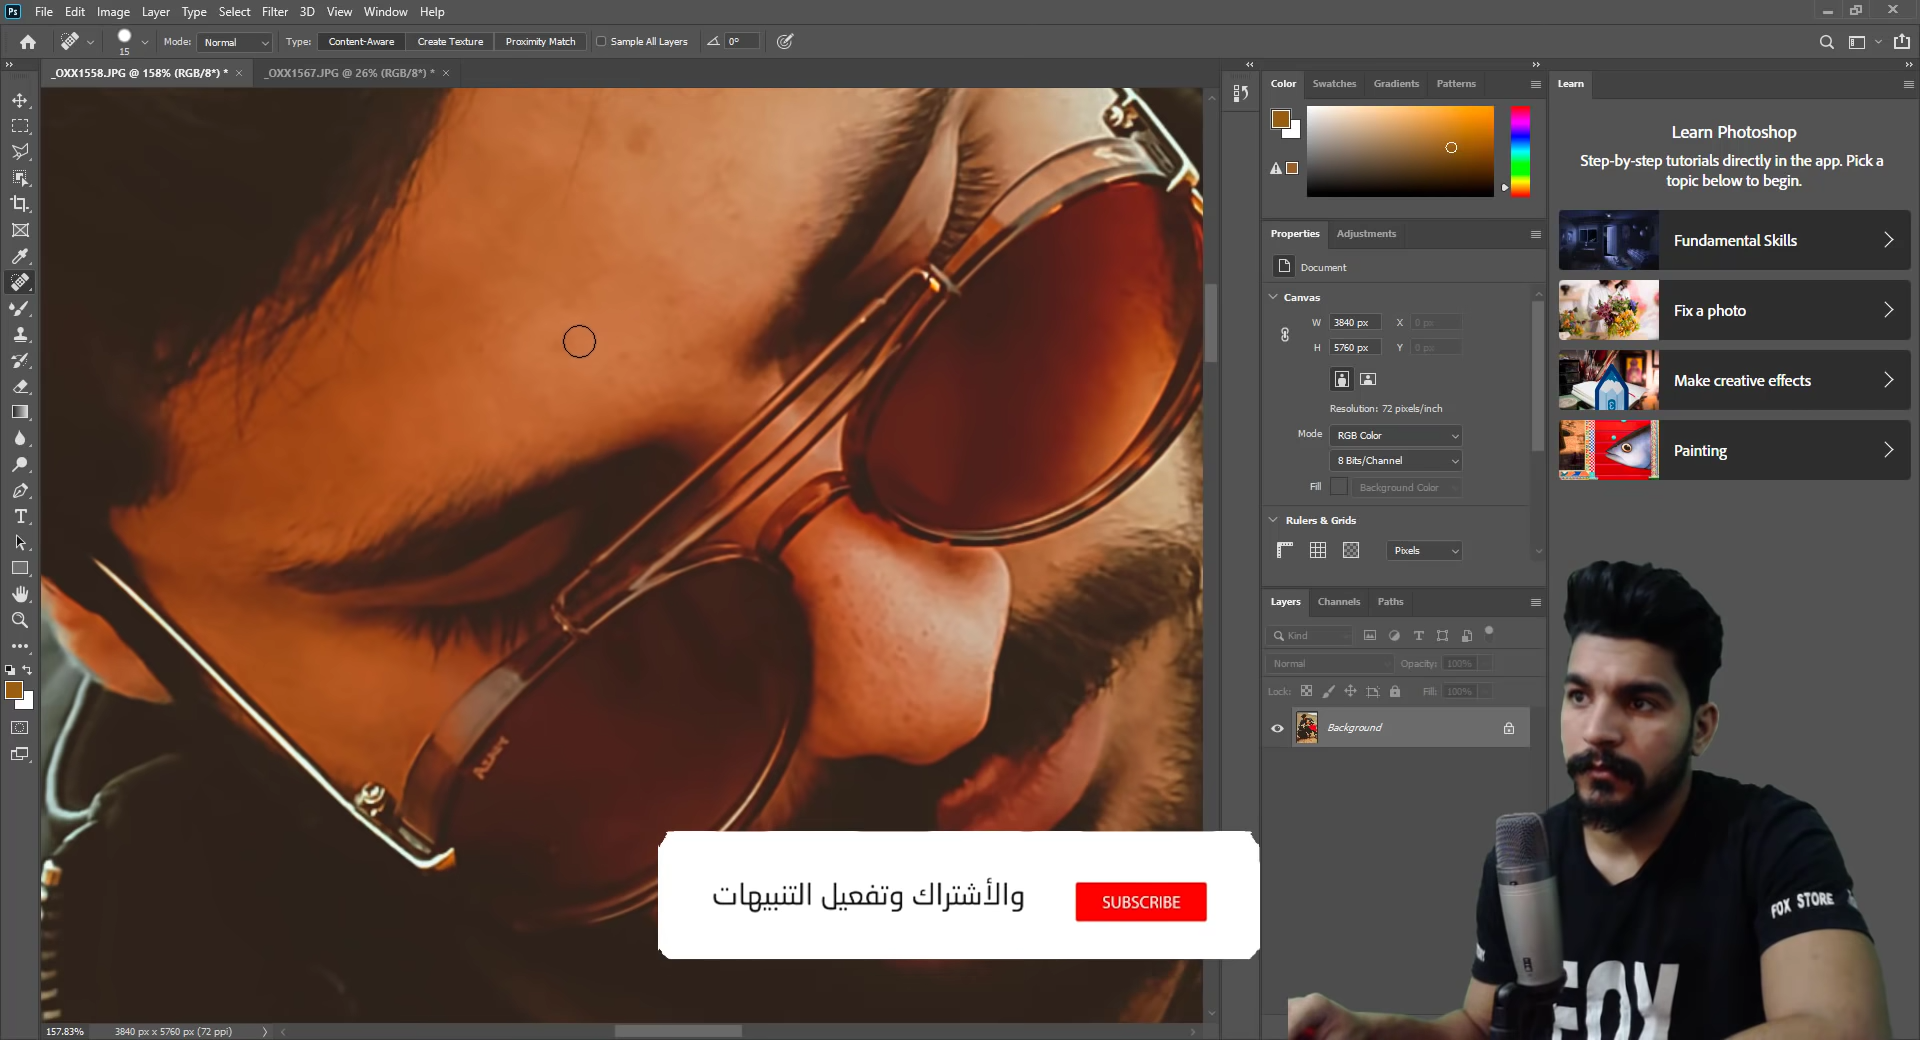 Ps File Edit Image Layer Type Select Filter 3D View Window Help
15 Mode: Normal Type: Content-Aware Create Texture Proximity Match Sample All Layers 0°
_OXX1558.JPG @ 158% (RGB/8*) * × _OXX1567.JPG @ 26% (RGB/8*) * ×
Color Swatches Gradients Patterns
Learn
Learn Photoshop
Step-by-step tutorials directly in the app. Pick a
topic below to begin.
Fundamental Skills
Fix a photo
Make creative effects
Painting
Properties Adjustments
Document
Canvas
W 3840 px X 0 px
H 5760 px Y 0 px
Resolution: 72 pixels/inch
Mode RGB Color
8 Bits/Channel
Fill Background Color
Rulers & Grids
Pixels
Layers Channels Paths
Kind
Normal Opacity: 100%
Lock: Fill: 100%
Background
والأشتراك وتفعيل التنبيهات
SUBSCRIBE
FOX STORE
FOX
157.83% 3840 px x 5760 px (72 ppi)